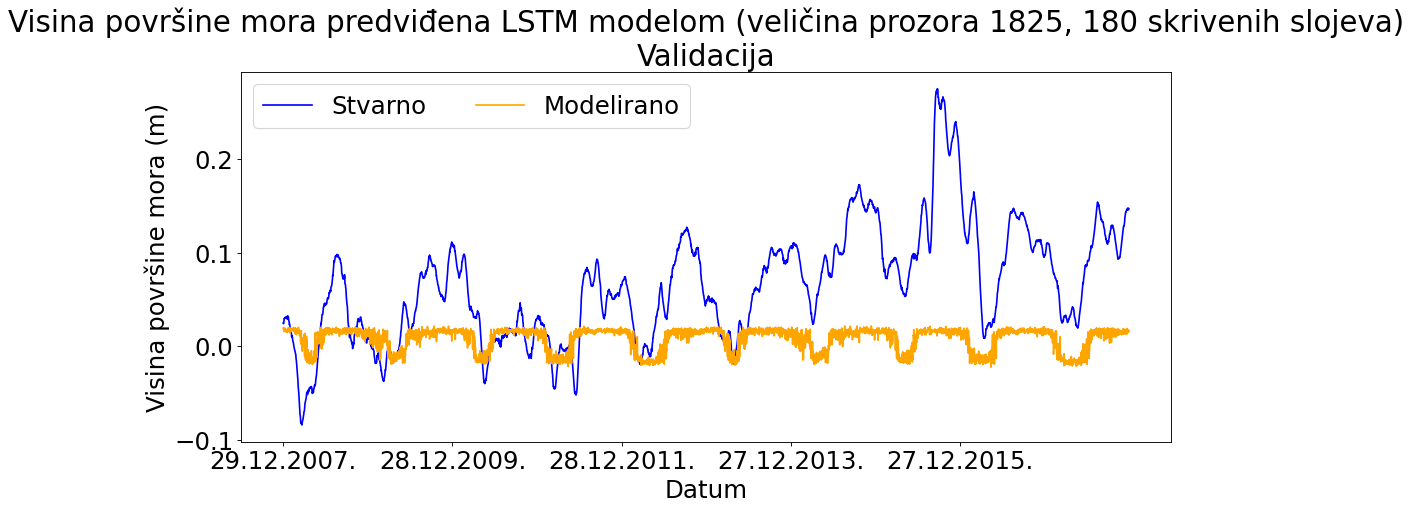 Visina površine mora predviđena LSTM modelom (veličina prozora 1825, 180 skrivenih slojeva)
Validacija
Stvarno
Modelirano
Visina površine mora (m)
0.2
0.1
0.0
−0.1
29.12.2007.
28.12.2009.
28.12.2011.
27.12.2013.
27.12.2015.
Datum